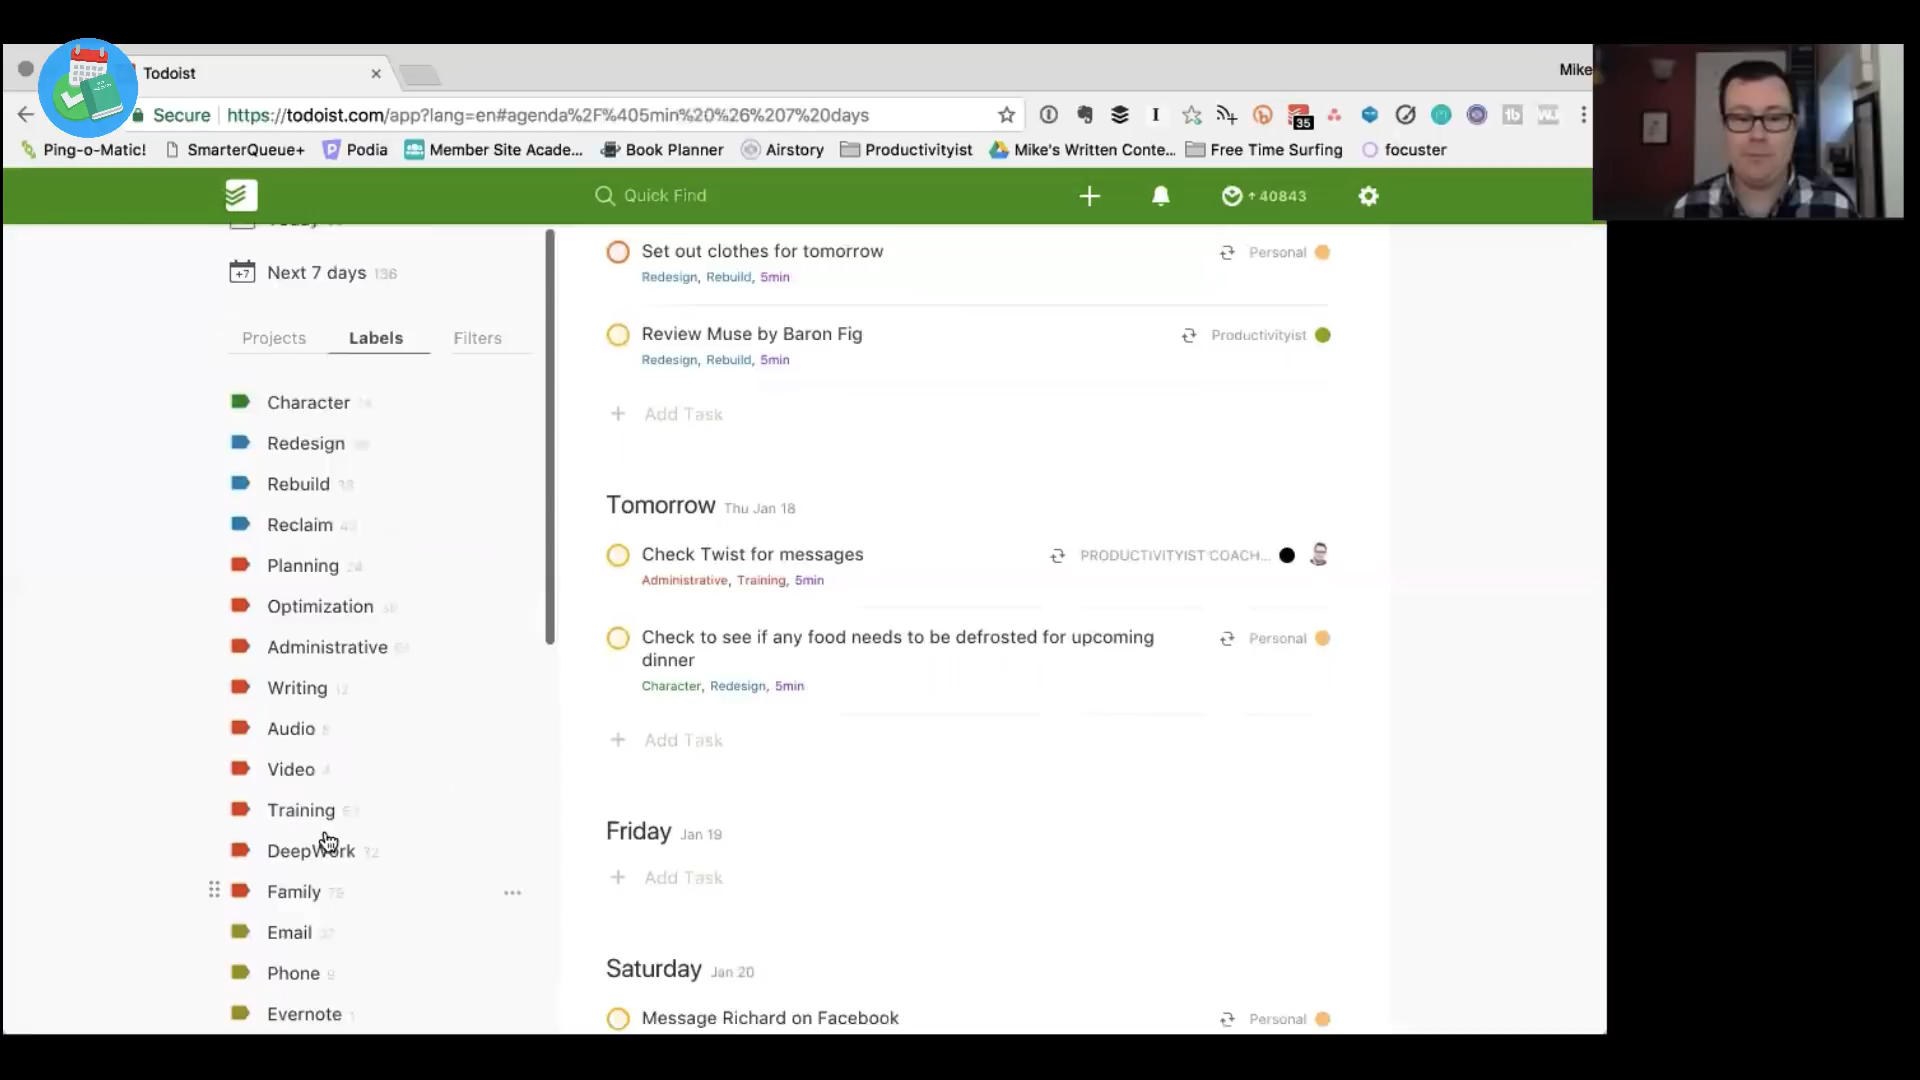 Todoist
Mike
Secure https://todoist.com/app?lang=en#agenda%2F%405min%20%26%207%20days
35
Ping-o-Matic!
SmarterQueue+
Podia
Member Site Acade...
Book Planner
Airstory
Productivityist
Mike's Written Conte...
Free Time Surfing
focuster
Quick Find
40843
+7 Next 7 days 136
Projects
Labels
Filters
Character
Redesign
Rebuild
Reclaim
Planning
Optimization
Administrative
Writing 12
Audio
Video
Training
DeepWork
Family
Email
Phone 9
Evernote
Set out clothes for tomorrow
Personal
Redesign, Rebuild, 5min
Review Muse by Baron Fig
Productivityist
Redesign, Rebuild, 5min
Add Task
Tomorrow Thu Jan 18
Check Twist for messages
PRODUCTIVITYIST COACH...
Administrative, Training, 5min
Check to see if any food needs to be defrosted for upcoming
dinner
Personal
Character, Redesign, 5min
Add Task
Friday Jan 19
Add Task
Saturday Jan 20
Message Richard on Facebook
Personal